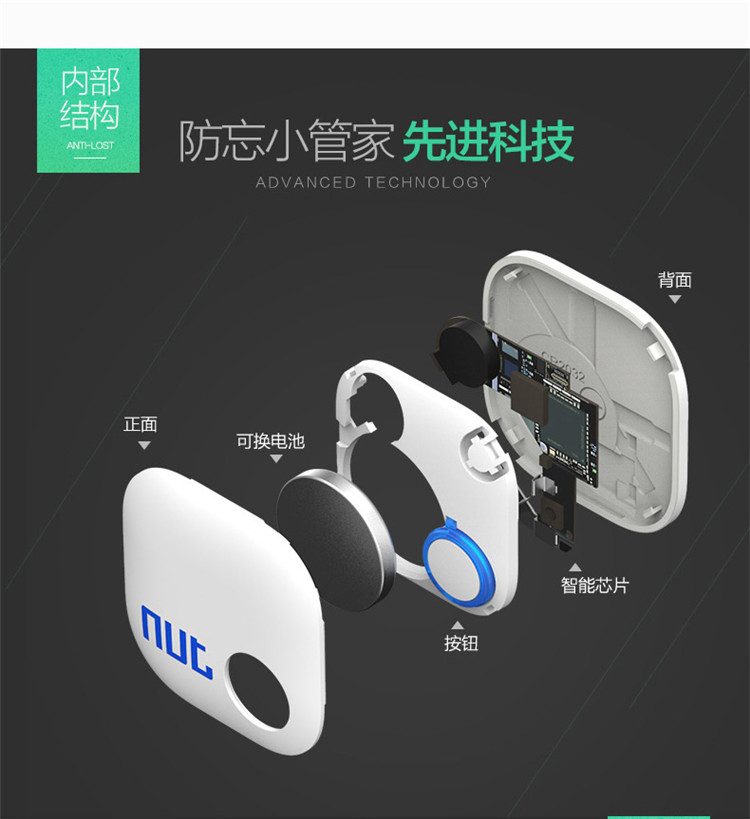 内部
结构
ANTI-LOST
防忘小管家 先进科技
ADVANCED TECHNOLOGY
背面
CR2032
正面
可换电池
nut
智能芯片
按钮